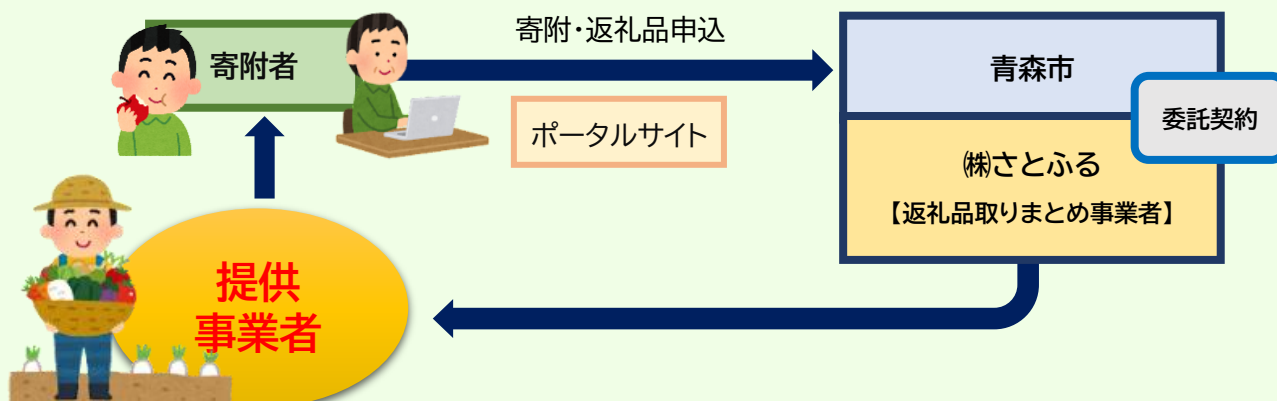 寄附者
寄附・返礼品申込
ポータルサイト
青森市
委託契約
㈱さとふる
【返礼品取りまとめ事業者】
提供
事業者